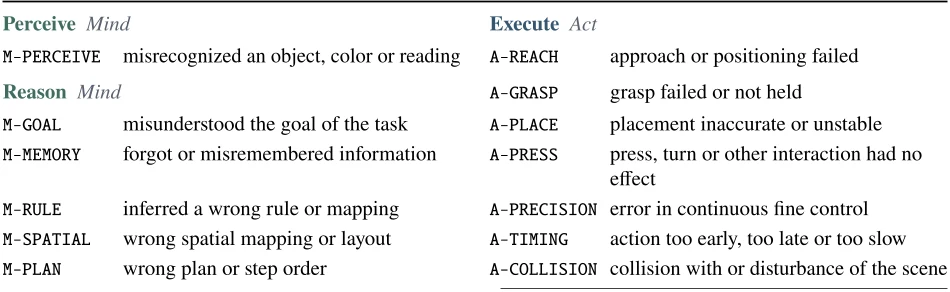 Perceive Mind
M-PERCEIVE misrecognized an object, color or reading
Reason Mind
M-GOAL misunderstood the goal of the task
M-MEMORY forgot or misremembered information
M-RULE inferred a wrong rule or mapping
M-SPATIAL wrong spatial mapping or layout
M-PLAN wrong plan or step order
Execute Act
A-REACH approach or positioning failed
A-GRASP grasp failed or not held
A-PLACE placement inaccurate or unstable
A-PRESS press, turn or other interaction had no
effect
A-PRECISION error in continuous fine control
A-TIMING action too early, too late or too slow
A-COLLISION collision with or disturbance of the scene